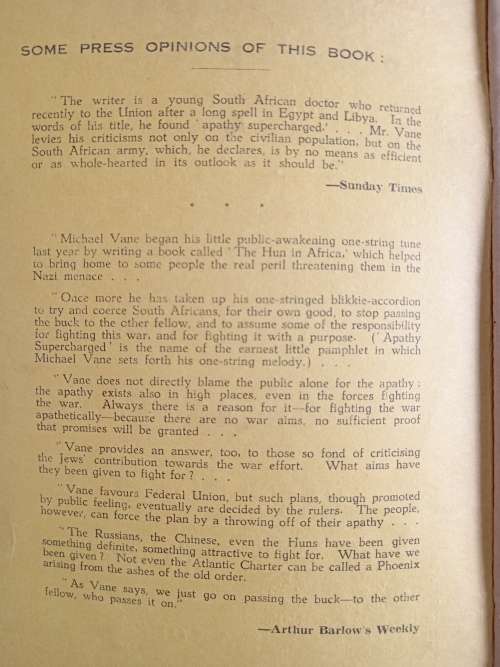 SOME PRESS OPINIONS OF THIS BOOK:
"The writer is a young South African doctor who returned
recently to the Union after a long spell in Egypt and Libya. In the
words of his title, he found 'apathy supercharged.' . . . Mr. Vane
levies his criticisms not only on the civilian population, but on the
South African army, which, he declares, is by no means as efficient
or as whole-hearted in its outlook as it should be."
—Sunday Times
* * *
"Michael Vane began his little public-awakening one-string tune
last year by writing a book called 'The Hun in Africa,' which helped
to bring home to some people the real peril threatening them in the
Nazi menace . . .
"Once more he has taken up his one-stringed blikkie-accordion
to try and coerce South Africans, for their own good, to stop passing
the buck to the other fellow, and to assume some of the responsibility
for fighting this war, and for fighting it with a purpose. ('Apathy
Supercharged' is the name of the earnest little pamphlet in which
Michael Vane sets forth his one-string melody.) . . .
"Vane does not directly blame the public alone for the apathy;
the apathy exists also in high places, even in the forces fighting
the war. Always there is a reason for it—for fighting the war
apathetically—because there are no war aims, no sufficient proof
that promises will be granted . . .
"Vane provides an answer, too, to those so fond of criticising
the Jews' contribution towards the war effort. What aims have
they been given to fight for? . . .
"Vane favours Federal Union, but such plans, though promoted
by public feeling, eventually are decided by the rulers. The people,
however, can force the plan by a throwing off of their apathy . . .
"The Russians, the Chinese, even the Huns have been given
something definite, something attractive to fight for. What have we
been given? Not even the Atlantic Charter can be called a Phoenix
arising from the ashes of the old order.
"As Vane says, we just go on passing the buck—to the other
fellow, who passes it on."
—Arthur Barlow's Weekly